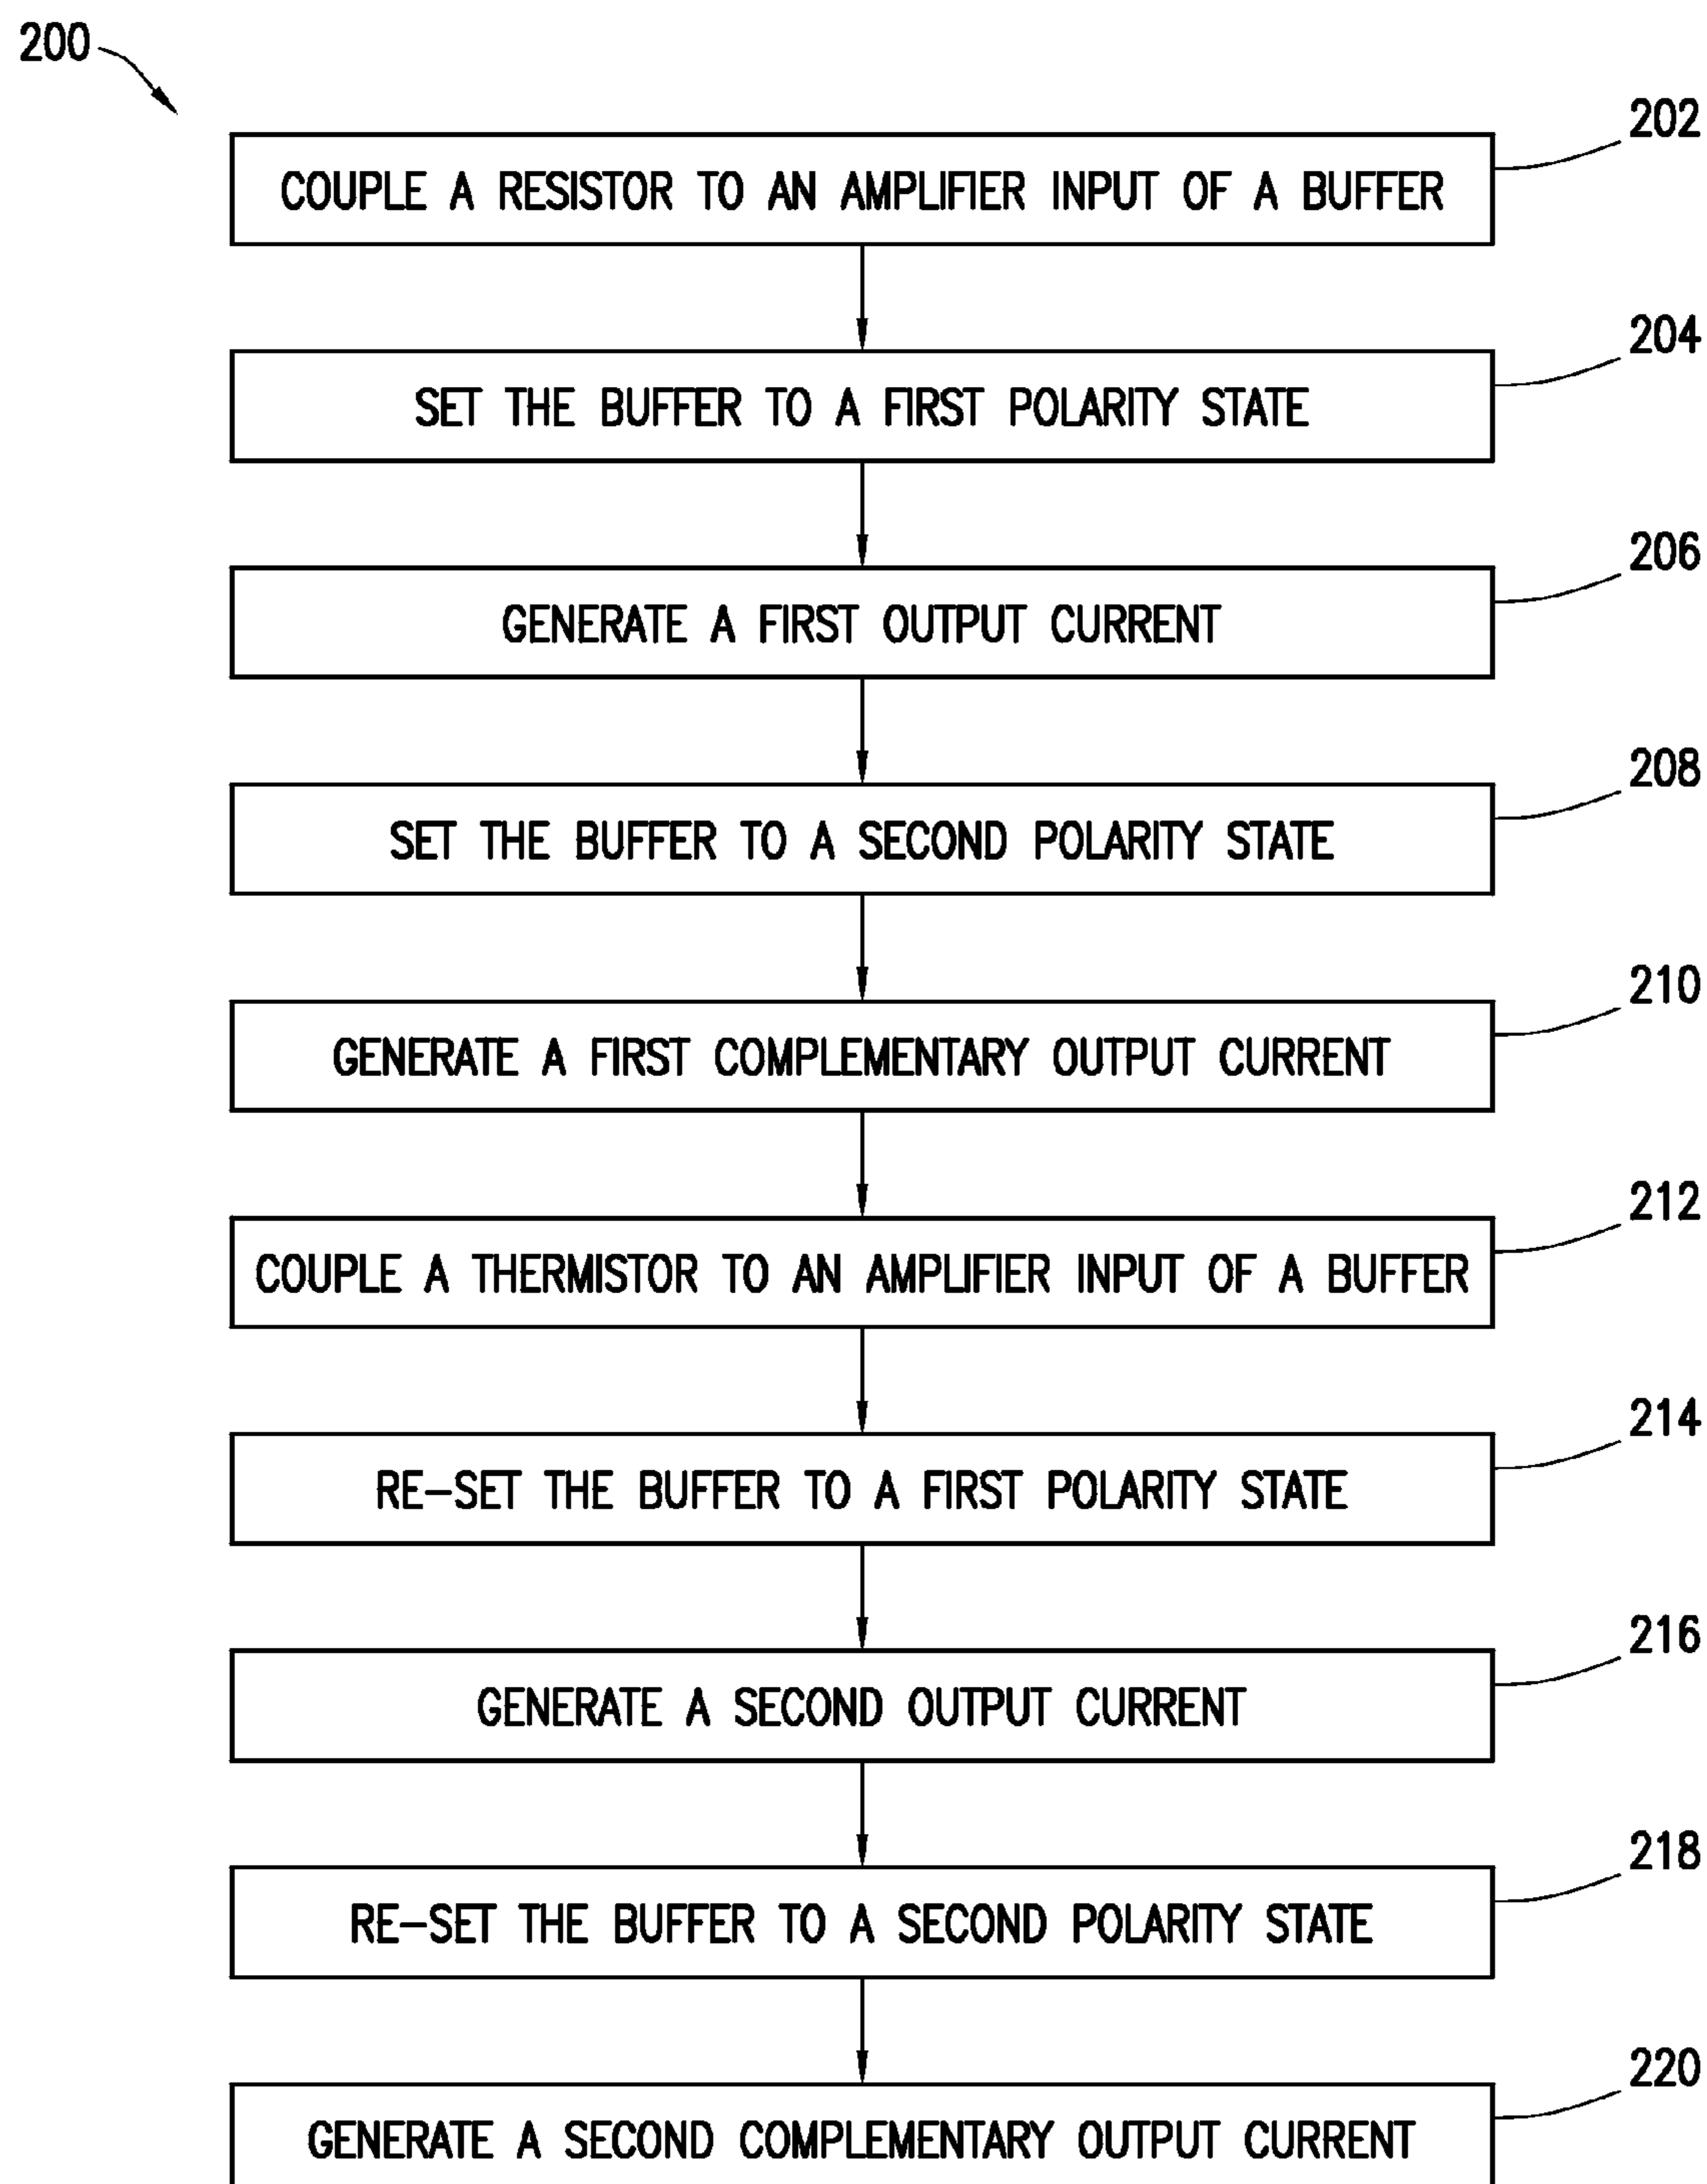 200
202
COUPLE A RESISTOR TO AN AMPLIFIER INPUT OF A BUFFER
204
SET THE BUFFER TO A FIRST POLARITY STATE
206
GENERATE A FIRST OUTPUT CURRENT
208
SET THE BUFFER TO A SECOND POLARITY STATE
210
GENERATE A FIRST COMPLEMENTARY OUTPUT CURRENT
212
COUPLE A THERMISTOR TO AN AMPLIFIER INPUT OF A BUFFER
214
RE-SET THE BUFFER TO A FIRST POLARITY STATE
216
GENERATE A SECOND OUTPUT CURRENT
218
RE-SET THE BUFFER TO A SECOND POLARITY STATE
220
GENERATE A SECOND COMPLEMENTARY OUTPUT CURRENT